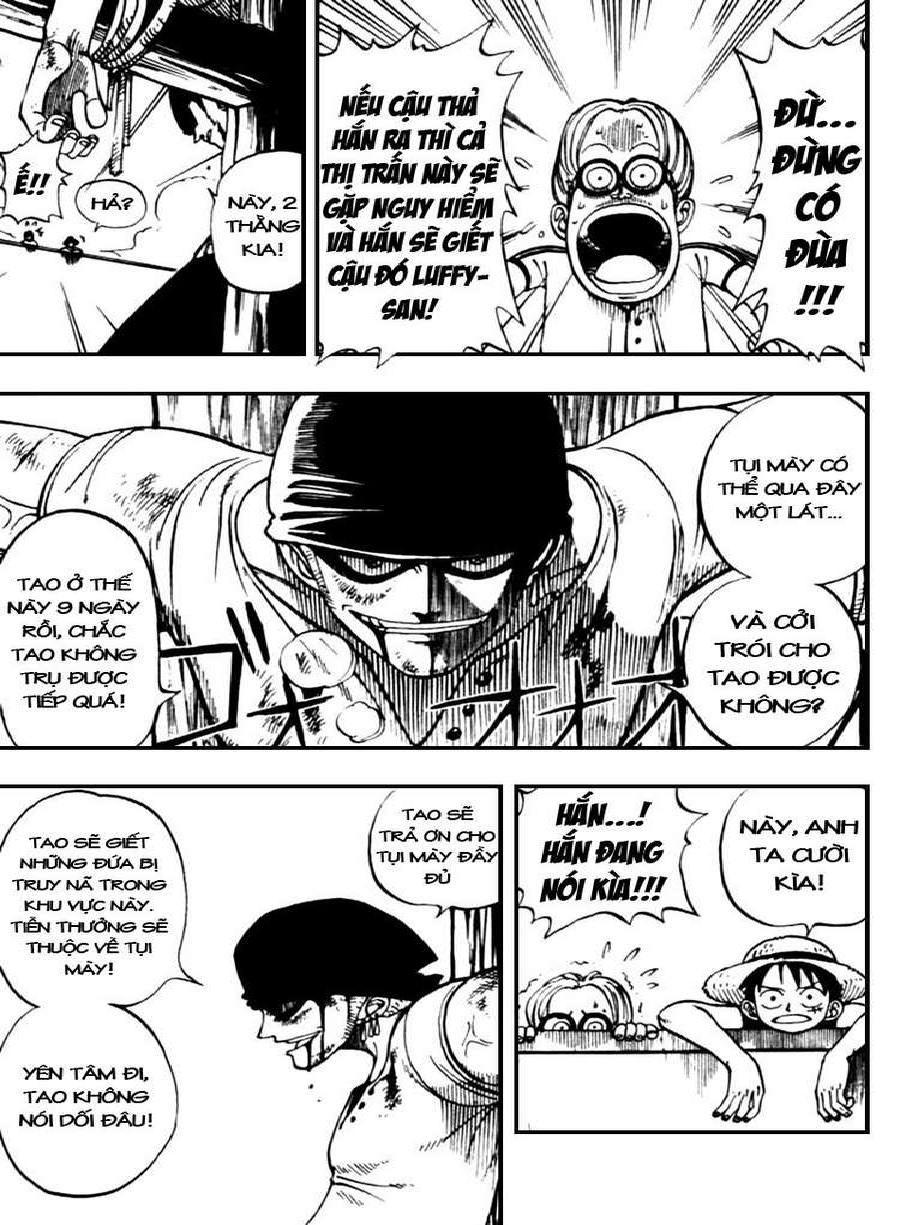 ĐỪ...
ĐỪNG
CÓ
ĐÙA
!!!
NẾU CẬU THẢ
HẮN RA THÌ CẢ
THỊ TRẤN NÀY SẼ
GẶP NGUY HIỂM
VÀ HẮN SẼ GIẾT
CẬU ĐÓ LUFFY-
SAN!
NÀY, 2
THẰNG
KIA!
HẢ?
Ế!!
TỤI MÀY CÓ
THỂ QUA ĐÂY
MỘT LÁT...
VÀ CỞI
TRÓI CHO
TAO ĐƯỢC
KHÔNG?
TAO Ở THẾ
NÀY 9 NGÀY
RỒI, CHẮC
TAO KHÔNG
TRỤ ĐƯỢC
TIẾP QUÁ!
NÀY, ANH
TA CƯỜI
KÌA!
HẮN...!
HẮN ĐANG
NÓI KÌA!!!
TAO SẼ
TRẢ ƠN CHO
TỤI MÀY ĐẦY
ĐỦ
TAO SẼ GIẾT
NHỮNG ĐỨA BỊ
TRUY NÃ TRONG
KHU VỰC NÀY.
TIỀN THƯỞNG SẼ
THUỘC VỀ TỤI
MÀY!
YÊN TÂM ĐI,
TAO KHÔNG
NÓI DỐI ĐÂU!